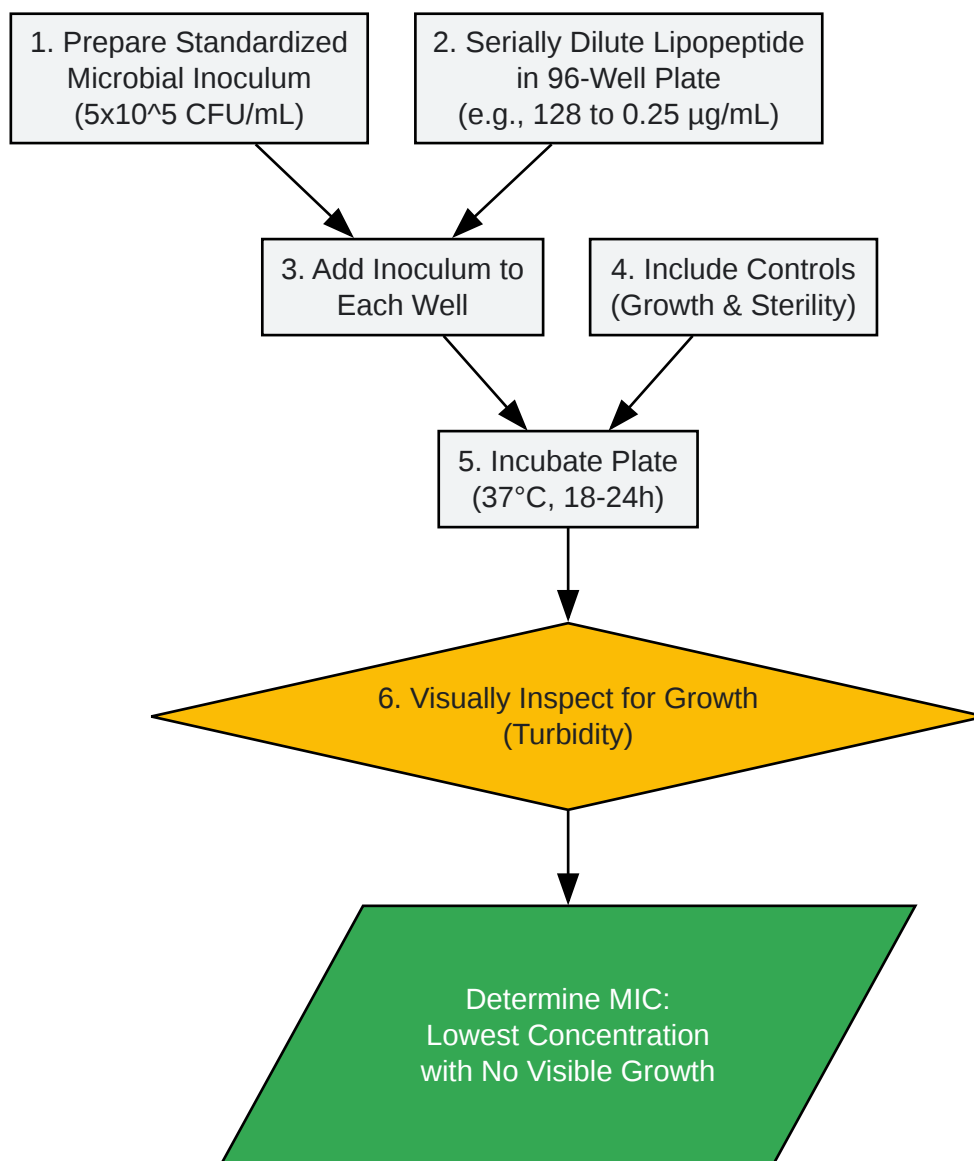 1. Prepare Standardized
Microbial Inoculum
(5x10^5 CFU/mL)
2. Serially Dilute Lipopeptide
in 96-Well Plate
(e.g., 128 to 0.25 µg/mL)
3. Add Inoculum to
Each Well
4. Include Controls
(Growth & Sterility)
5. Incubate Plate
(37°C, 18-24h)
6. Visually Inspect for Growth
(Turbidity)
Determine MIC:
Lowest Concentration
with No Visible Growth